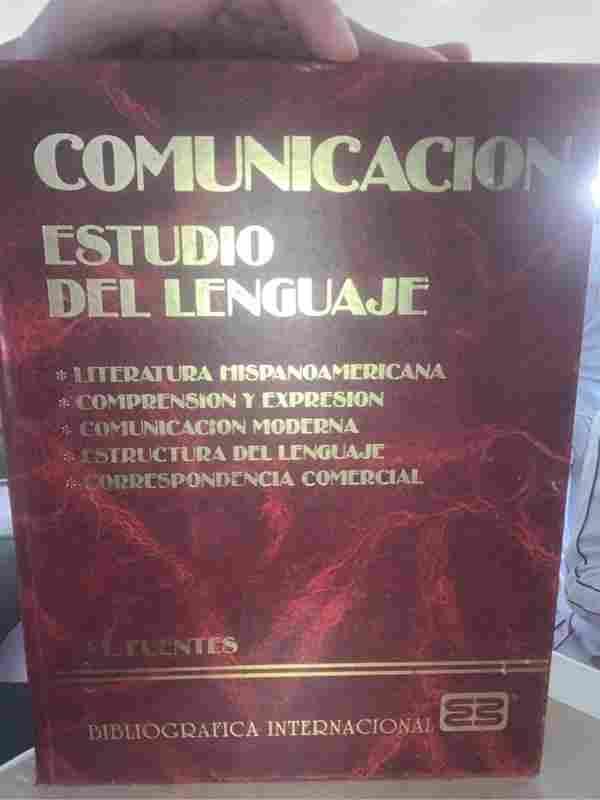 COMUNICACION
ESTUDIO
DEL LENGUAJE
* LITERATURA HISPANOAMERICANA
* COMPRENSION Y EXPRESION
* COMUNICACION MODERNA
* ESTRUCTURA DEL LENGUAJE
* CORRESPONDENCIA COMERCIAL
FUENTES
BIBLIOGRAFICA INTERNACIONAL